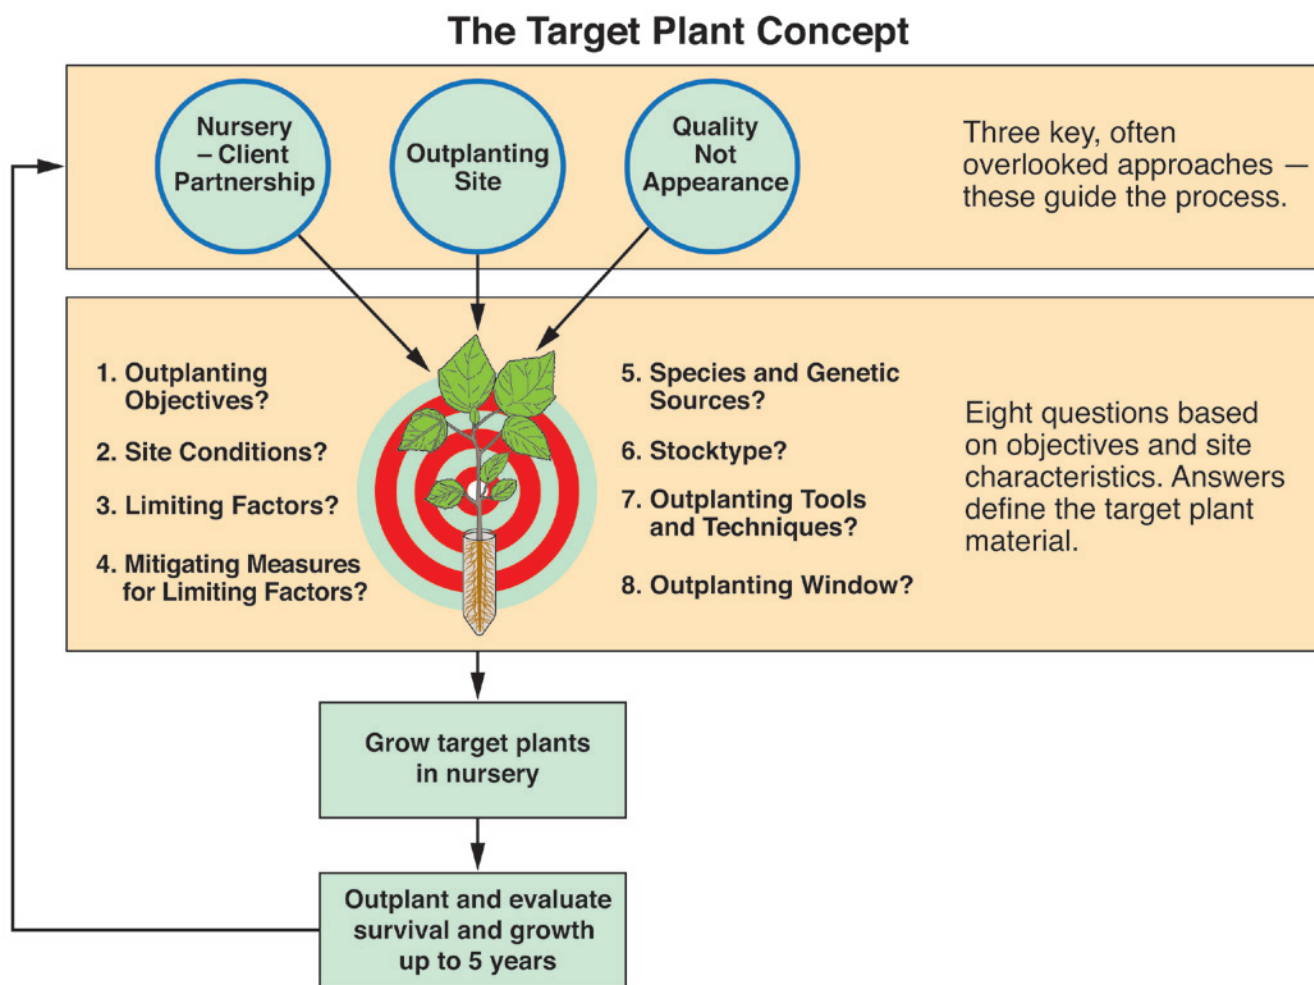 The Target Plant Concept
Nursery
– Client
Partnership
Outplanting
Site
Quality
Not
Appearance
Three key, often
overlooked approaches —
these guide the process.
1. Outplanting
Objectives?
2. Site Conditions?
3. Limiting Factors?
4. Mitigating Measures
for Limiting Factors?
5. Species and Genetic
Sources?
6. Stocktype?
7. Outplanting Tools
and Techniques?
8. Outplanting Window?
Eight questions based
on objectives and site
characteristics. Answers
define the target plant
material.
Grow target plants
in nursery
Outplant and evaluate
survival and growth
up to 5 years